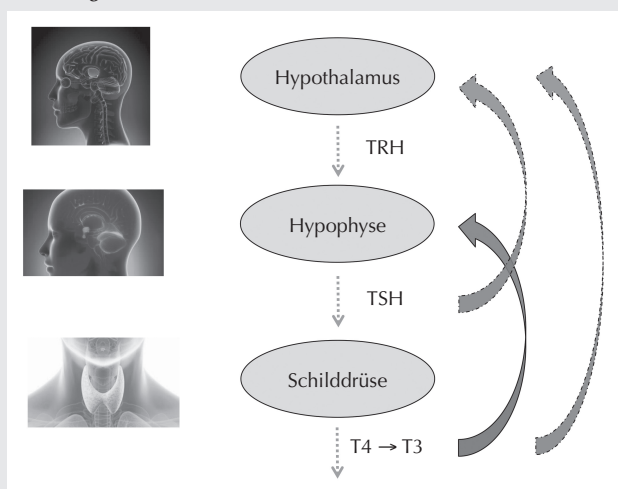 Hypothalamus
TRH
Hypophyse
TSH
Schilddrüse
T4 → T3